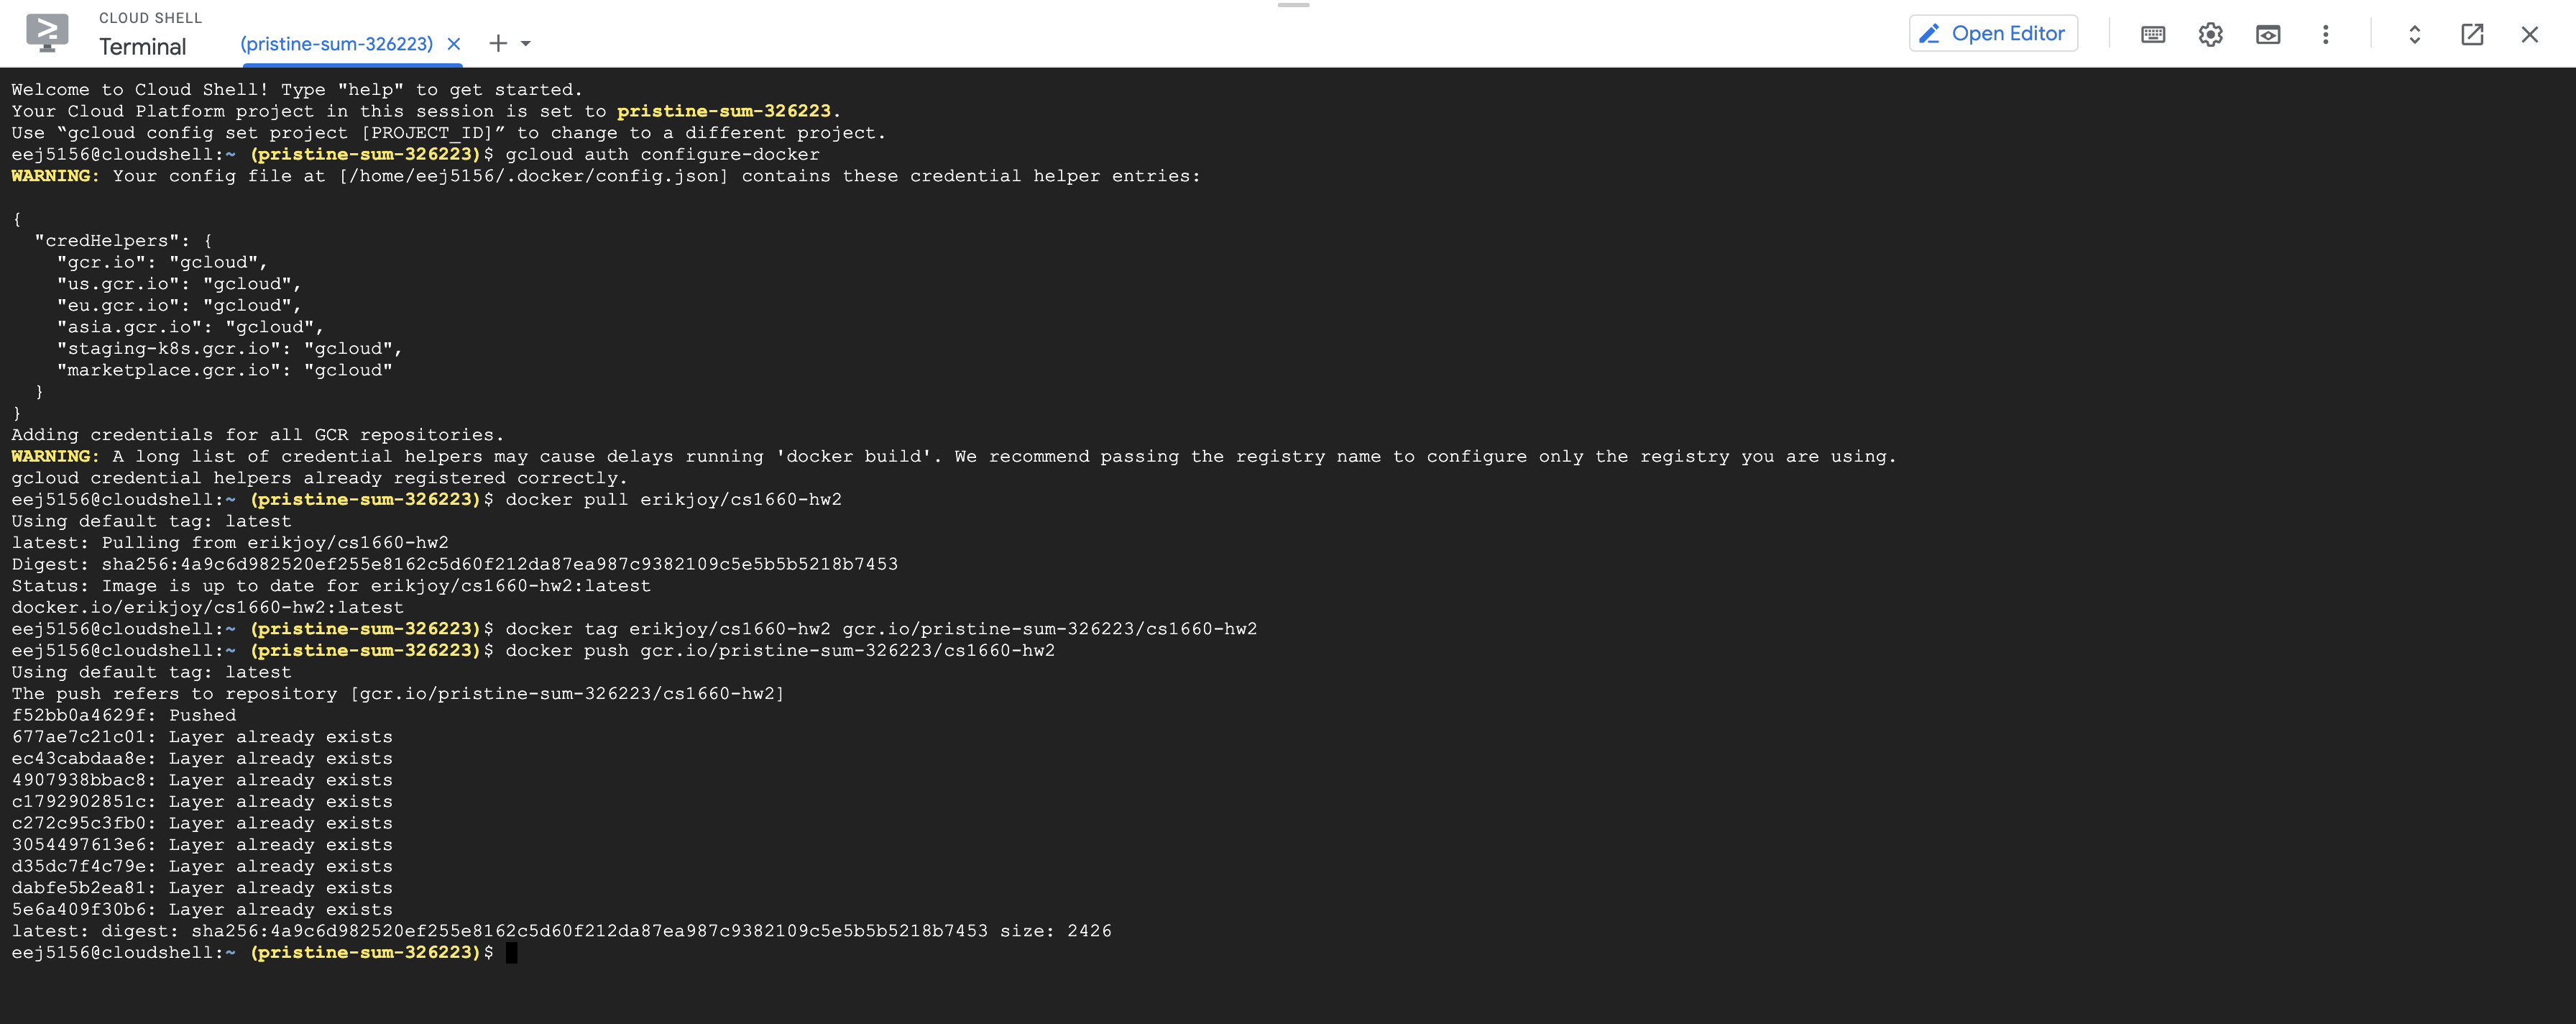 CLOUD SHELL
Terminal
(pristine-sum-326223)
Open Editor
Welcome to Cloud Shell! Type "help" to get started.
Your Cloud Platform project in this session is set to pristine-sum-326223.
Use “gcloud config set project [PROJECT_ID]” to change to a different project.
eej5156@cloudshell:~ (pristine-sum-326223)$ gcloud auth configure-docker
WARNING: Your config file at [/home/eej5156/.docker/config.json] contains these credential helper entries:

{
  "credHelpers": {
    "gcr.io": "gcloud",
    "us.gcr.io": "gcloud",
    "eu.gcr.io": "gcloud",
    "asia.gcr.io": "gcloud",
    "staging-k8s.gcr.io": "gcloud",
    "marketplace.gcr.io": "gcloud"
  }
}
Adding credentials for all GCR repositories.
WARNING: A long list of credential helpers may cause delays running 'docker build'. We recommend passing the registry name to configure only the registry you are using.
gcloud credential helpers already registered correctly.
eej5156@cloudshell:~ (pristine-sum-326223)$ docker pull erikjoy/cs1660-hw2
Using default tag: latest
latest: Pulling from erikjoy/cs1660-hw2
Digest: sha256:4a9c6d982520ef255e8162c5d60f212da87ea987c9382109c5e5b5b5218b7453
Status: Image is up to date for erikjoy/cs1660-hw2:latest
docker.io/erikjoy/cs1660-hw2:latest
eej5156@cloudshell:~ (pristine-sum-326223)$ docker tag erikjoy/cs1660-hw2 gcr.io/pristine-sum-326223/cs1660-hw2
eej5156@cloudshell:~ (pristine-sum-326223)$ docker push gcr.io/pristine-sum-326223/cs1660-hw2
Using default tag: latest
The push refers to repository [gcr.io/pristine-sum-326223/cs1660-hw2]
f52bb0a4629f: Pushed
677ae7c21c01: Layer already exists
ec43cabdaa8e: Layer already exists
4907938bbac8: Layer already exists
c1792902851c: Layer already exists
c272c95c3fb0: Layer already exists
3054497613e6: Layer already exists
d35dc7f4c79e: Layer already exists
dabfe5b2ea81: Layer already exists
5e6a409f30b6: Layer already exists
latest: digest: sha256:4a9c6d982520ef255e8162c5d60f212da87ea987c9382109c5e5b5b5218b7453 size: 2426
eej5156@cloudshell:~ (pristine-sum-326223)$